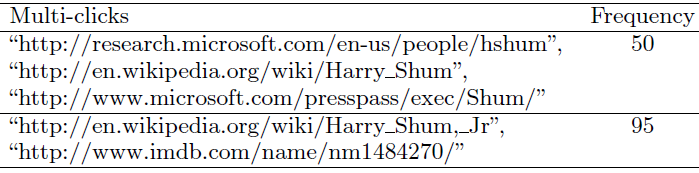 Multi-clicks Frequency
“http://research.microsoft.com/en-us/people/hshum”, 50
“http://en.wikipedia.org/wiki/Harry_Shum”,
“http://www.microsoft.com/presspass/exec/Shum/”
“http://en.wikipedia.org/wiki/Harry_Shum,_Jr”, 95
“http://www.imdb.com/name/nm1484270/”